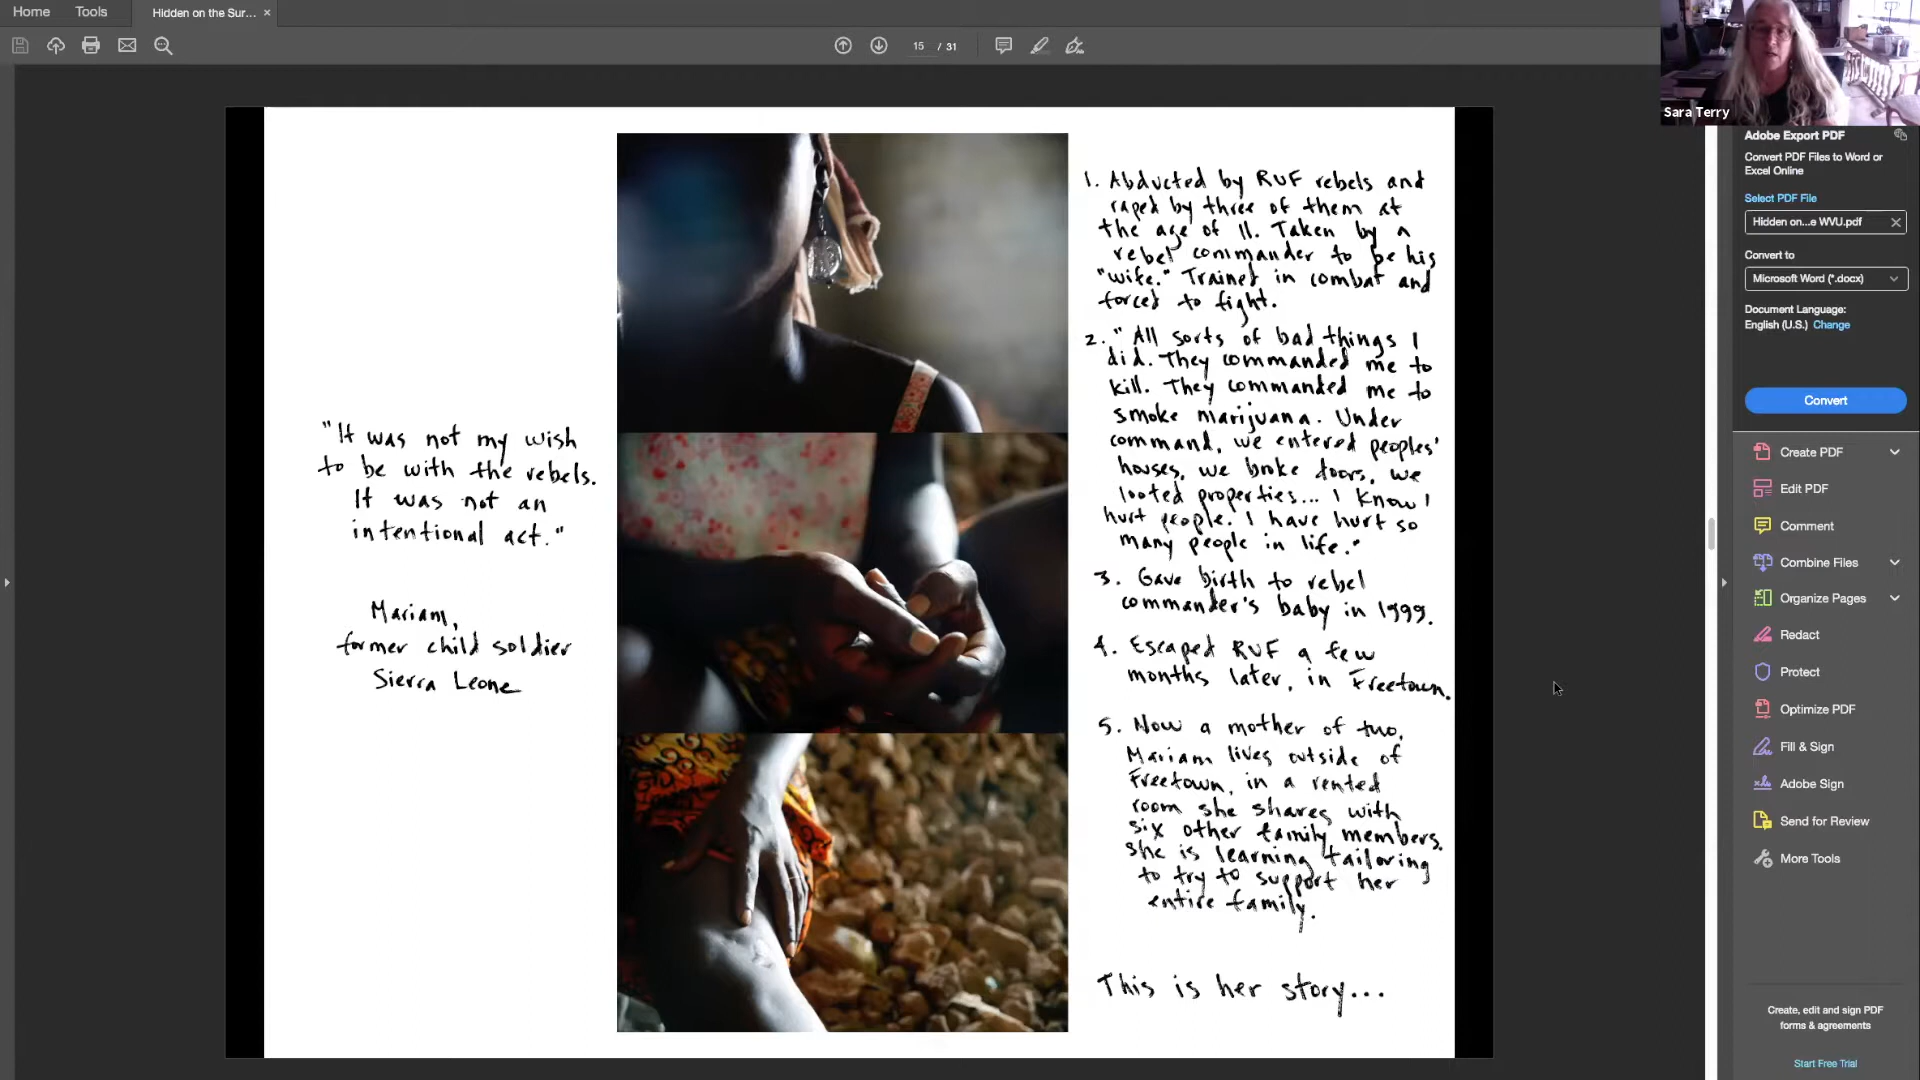 Home
Tools
Hidden on the Sur... ×
15 / 31
Sara Terry
"It was not my wish
to be with the rebels.
It was not an
intentional act."
Mariam,
former child soldier
Sierra Leone
1. Abducted by RUF rebels and
raped by three of them at
the age of 11. Taken by a
rebel commander to be his
"wife." Trained in combat and
forced to fight.
2. "All sorts of bad things I
did. They commanded me to
kill. They commanded me to
smoke marijuana. Under
command, we entered peoples'
houses, we broke doors, we
looted properties... I know I
hurt people. I have hurt so
many people in life."
3. Gave birth to rebel
commander's baby in 1999.
4. Escaped RUF a few
months later, in Freetown.
5. Now a mother of two,
Mariam lives outside of
Freetown, in a rented
room she shares with
six other family members.
She is learning tailoring
to try to support her
entire family.
This is her story...
Adobe Export PDF
Convert PDF Files to Word or
Excel Online
Select PDF File
Hidden on...e WVU.pdf
Convert to
Microsoft Word (*.docx)
Document Language:
English (U.S.) Change
Convert
Create PDF
Edit PDF
Comment
Combine Files
Organize Pages
Redact
Protect
Optimize PDF
Fill & Sign
Adobe Sign
Send for Review
More Tools
Create, edit and sign PDF
forms & agreements
Start Free Trial